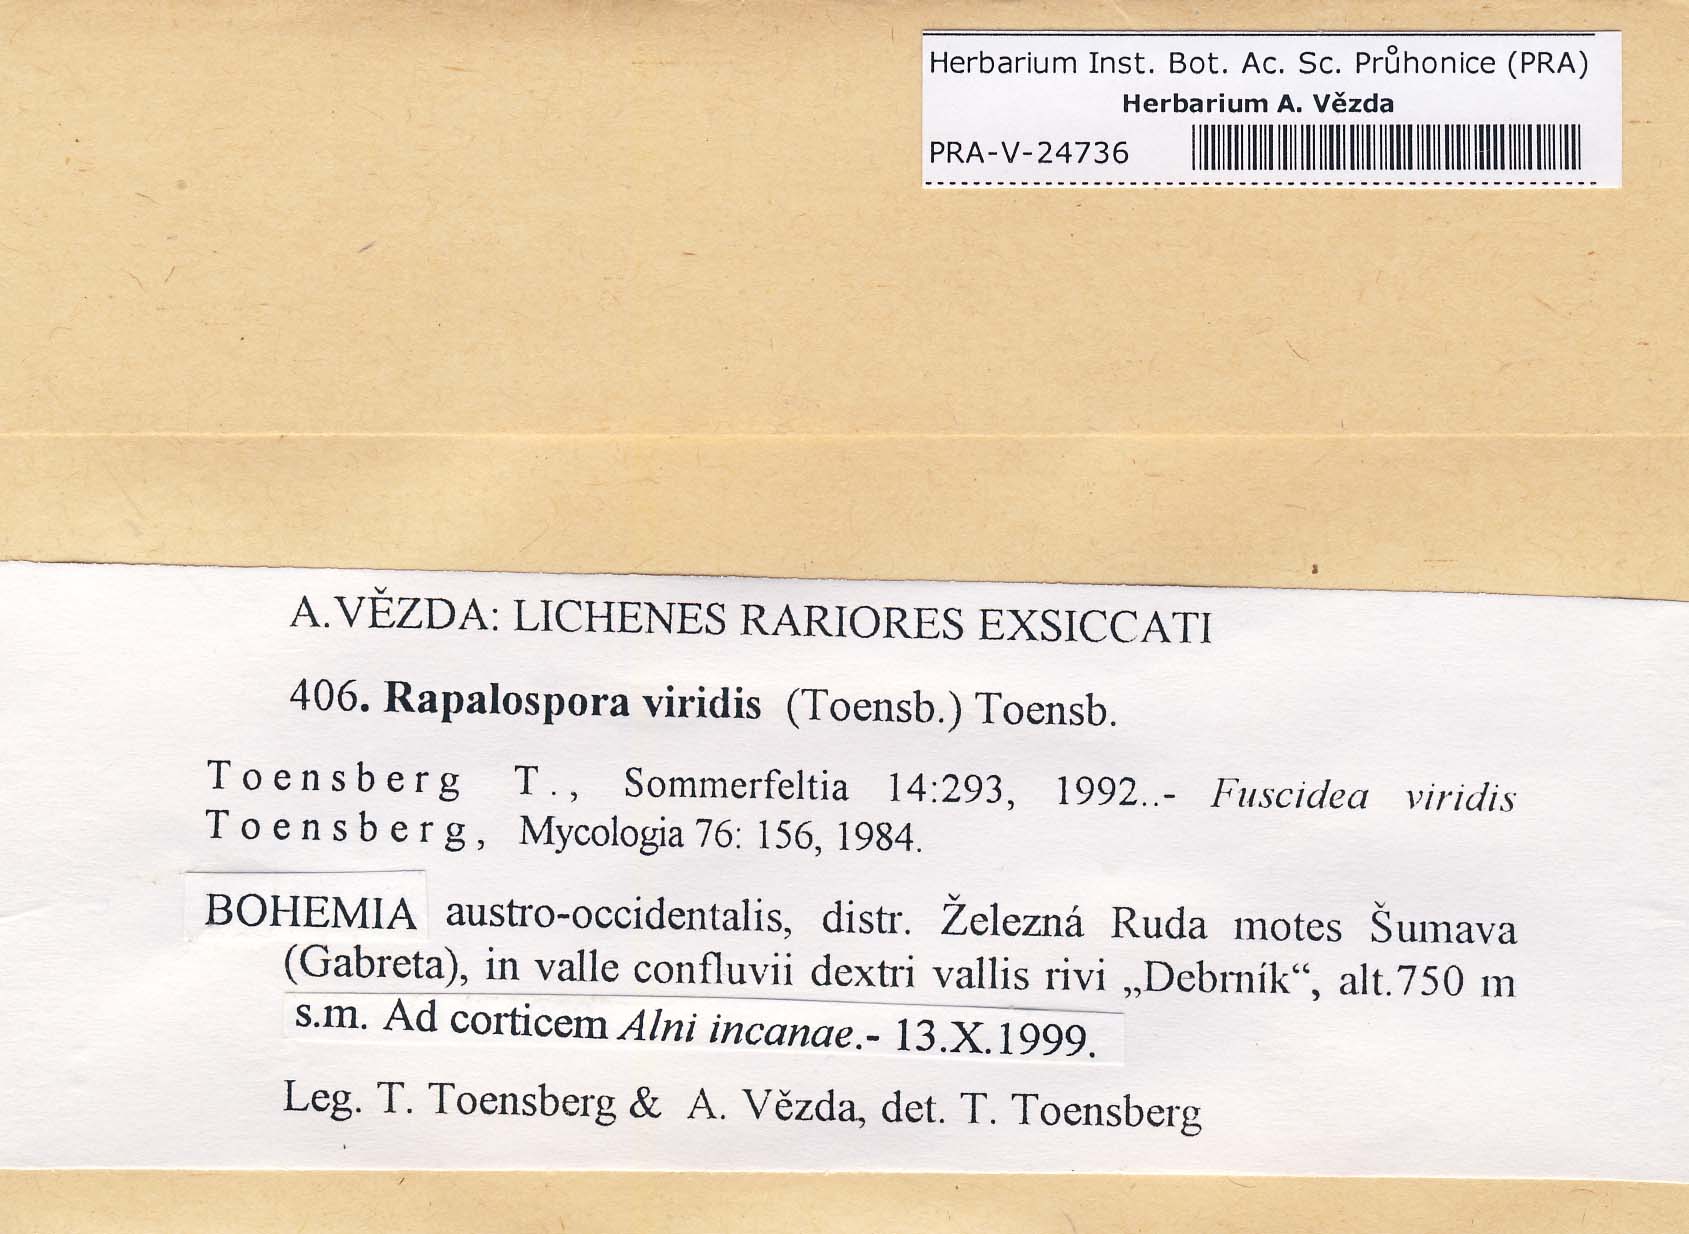 Herbarium Inst. Bot. Ac. Sc. Průhonice (PRA)
Herbarium A. Vězda
PRA-V-24736
A.VĚZDA: LICHENES RARIORES EXSICCATI
406. Rapalospora viridis (Toensb.) Toensb.
Toensberg T., Sommerfeltia 14:293, 1992..- Fuscidea viridis
Toensberg, Mycologia 76: 156, 1984.
BOHEMIA austro-occidentalis, distr. Železná Ruda motes Šumava
(Gabreta), in valle confluvii dextri vallis rivi „Debrník“, alt.750 m
s.m. Ad corticem Alni incanae.- 13.X.1999.
Leg. T. Toensberg & A. Vězda, det. T. Toensberg